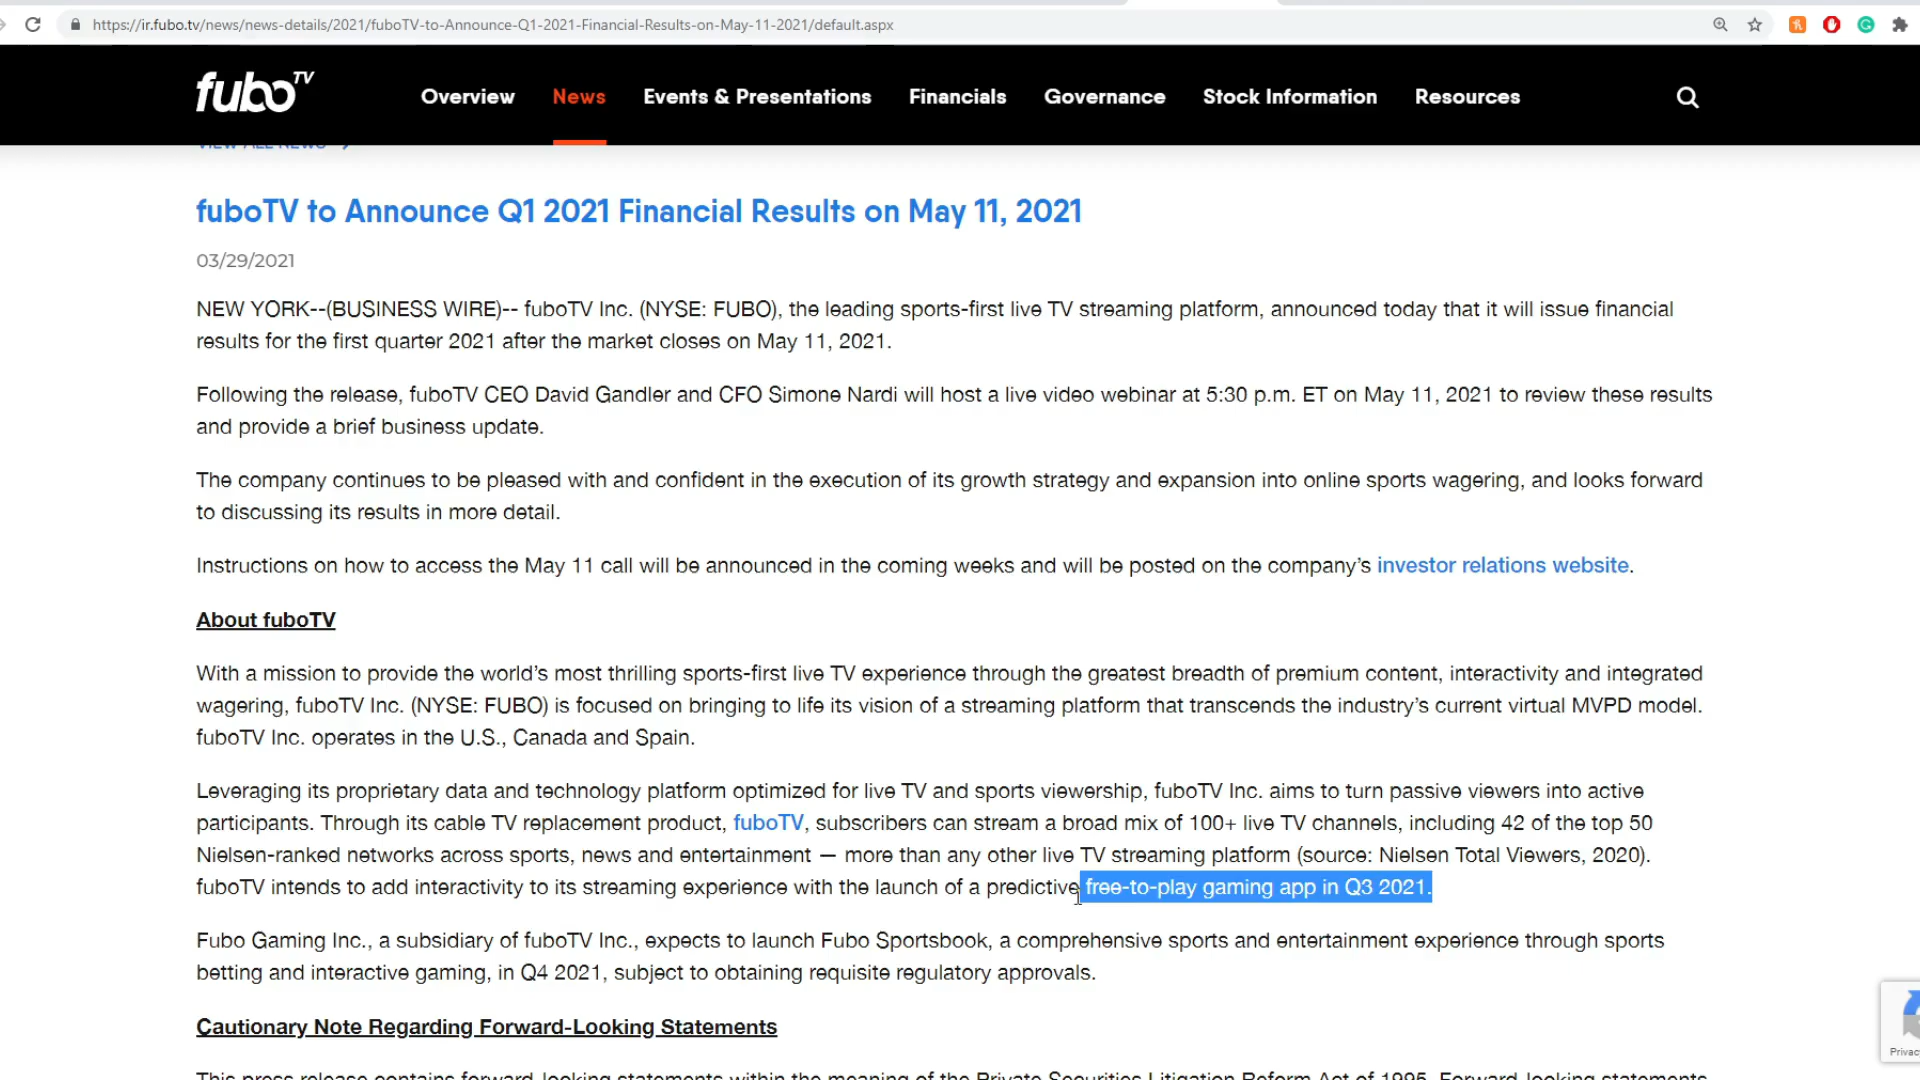 https://ir.fubo.tv/news/news-details/2021/fuboTV-to-Announce-Q1-2021-Financial-Results-on-May-11-2021/default.aspx
fubo TV
Overview News Events & Presentations Financials Governance Stock Information Resources
VIEW ALL NEWS
fuboTV to Announce Q1 2021 Financial Results on May 11, 2021
03/29/2021
NEW YORK--(BUSINESS WIRE)-- fuboTV Inc. (NYSE: FUBO), the leading sports-first live TV streaming platform, announced today that it will issue financial
results for the first quarter 2021 after the market closes on May 11, 2021.
Following the release, fuboTV CEO David Gandler and CFO Simone Nardi will host a live video webinar at 5:30 p.m. ET on May 11, 2021 to review these results
and provide a brief business update.
The company continues to be pleased with and confident in the execution of its growth strategy and expansion into online sports wagering, and looks forward
to discussing its results in more detail.
Instructions on how to access the May 11 call will be announced in the coming weeks and will be posted on the company’s investor relations website.
About fuboTV
With a mission to provide the world’s most thrilling sports-first live TV experience through the greatest breadth of premium content, interactivity and integrated
wagering, fuboTV Inc. (NYSE: FUBO) is focused on bringing to life its vision of a streaming platform that transcends the industry’s current virtual MVPD model.
fuboTV Inc. operates in the U.S., Canada and Spain.
Leveraging its proprietary data and technology platform optimized for live TV and sports viewership, fuboTV Inc. aims to turn passive viewers into active
participants. Through its cable TV replacement product, fuboTV, subscribers can stream a broad mix of 100+ live TV channels, including 42 of the top 50
Nielsen-ranked networks across sports, news and entertainment — more than any other live TV streaming platform (source: Nielsen Total Viewers, 2020).
fuboTV intends to add interactivity to its streaming experience with the launch of a predictive free-to-play gaming app in Q3 2021.
Fubo Gaming Inc., a subsidiary of fuboTV Inc., expects to launch Fubo Sportsbook, a comprehensive sports and entertainment experience through sports
betting and interactive gaming, in Q4 2021, subject to obtaining requisite regulatory approvals.
Cautionary Note Regarding Forward-Looking Statements
This press release contains forward-looking statements within the meaning of the Private Securities Litigation Reform Act of 1995. Forward-looking statements